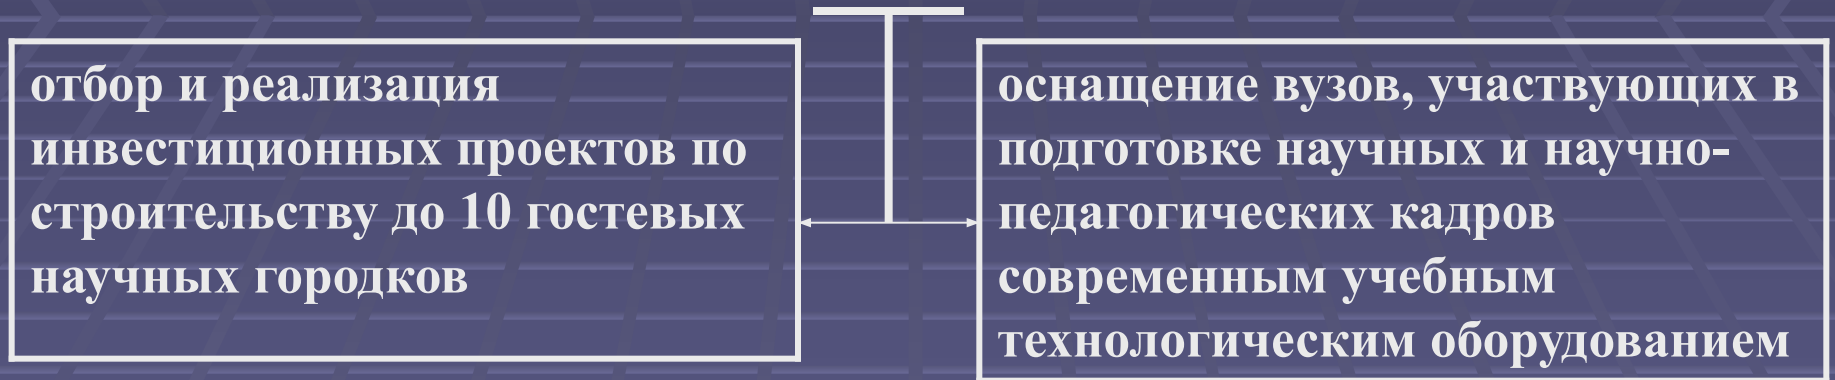 отбор и реализация
инвестиционных проектов по
строительству до 10 гостевых
научных городков
оснащение вузов, участвующих в
подготовке научных и научно-
педагогических кадров
современным учебным
технологическим оборудованием